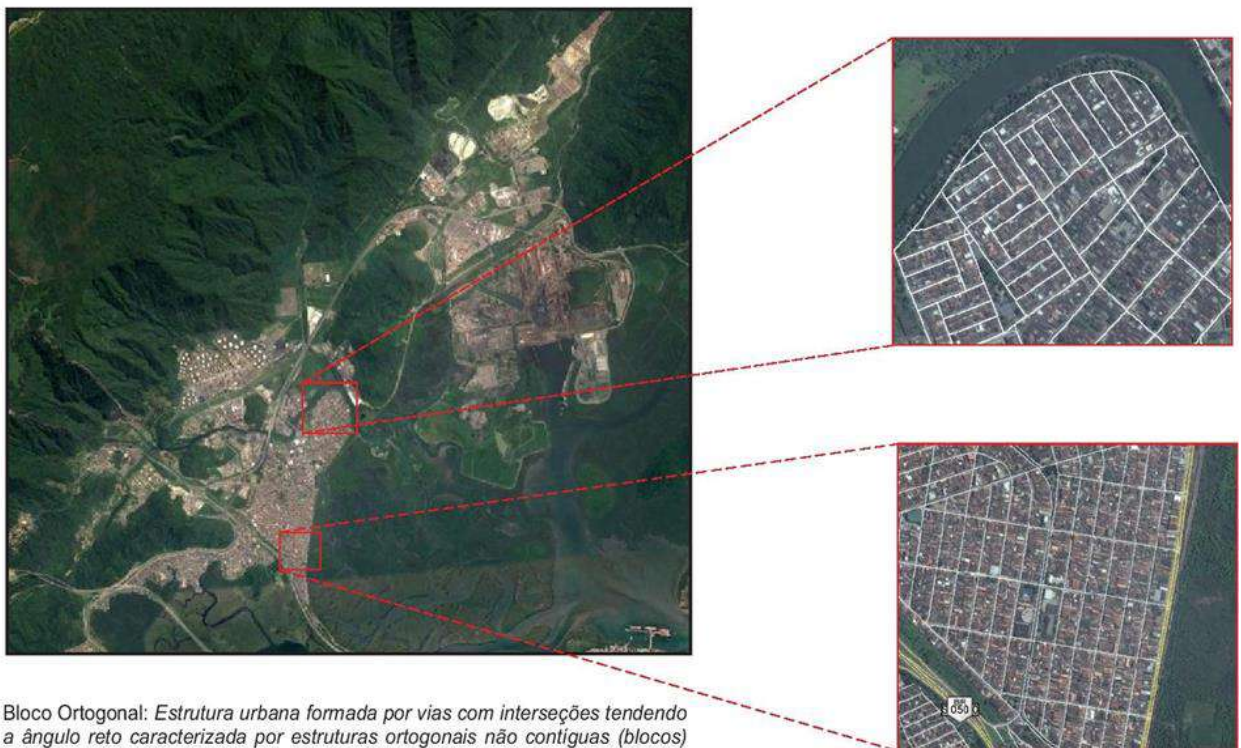 050
Bloco Ortogonal: Estrutura urbana formada por vias com interseções tendendo
a ângulo reto caracterizada por estruturas ortogonais não contíguas (blocos)